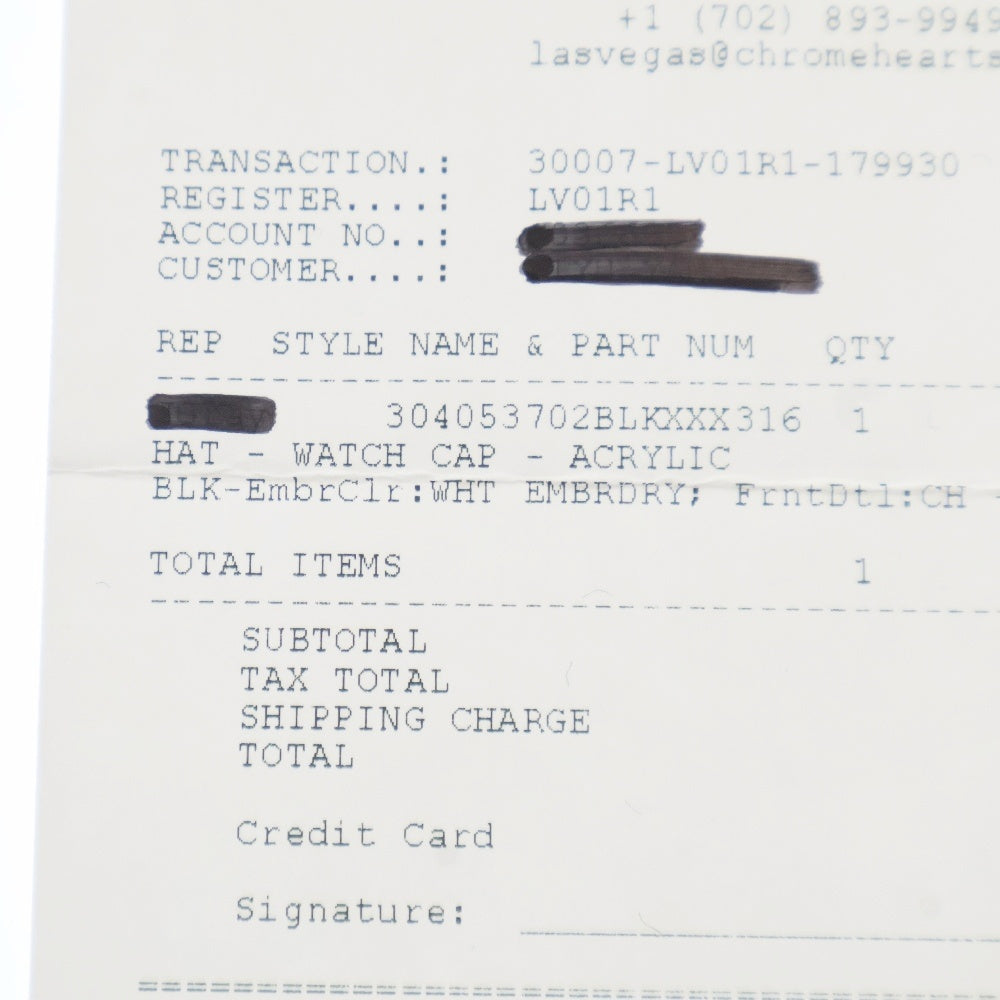 +1 (702) 893-9949
lasvegas@chromehearts
TRANSACTION.: 30007-LV01R1-179930
REGISTER....: LV01R1
ACCOUNT NO..:
CUSTOMER....:
REP STYLE NAME & PART NUM QTY
304053702BLKXXX316 1
HAT - WATCH CAP - ACRYLIC
BLK-EmbrClr:WHT EMBRDRY; FrntDtl:CH -
TOTAL ITEMS 1
SUBTOTAL
TAX TOTAL
SHIPPING CHARGE
TOTAL
Credit Card
Signature: